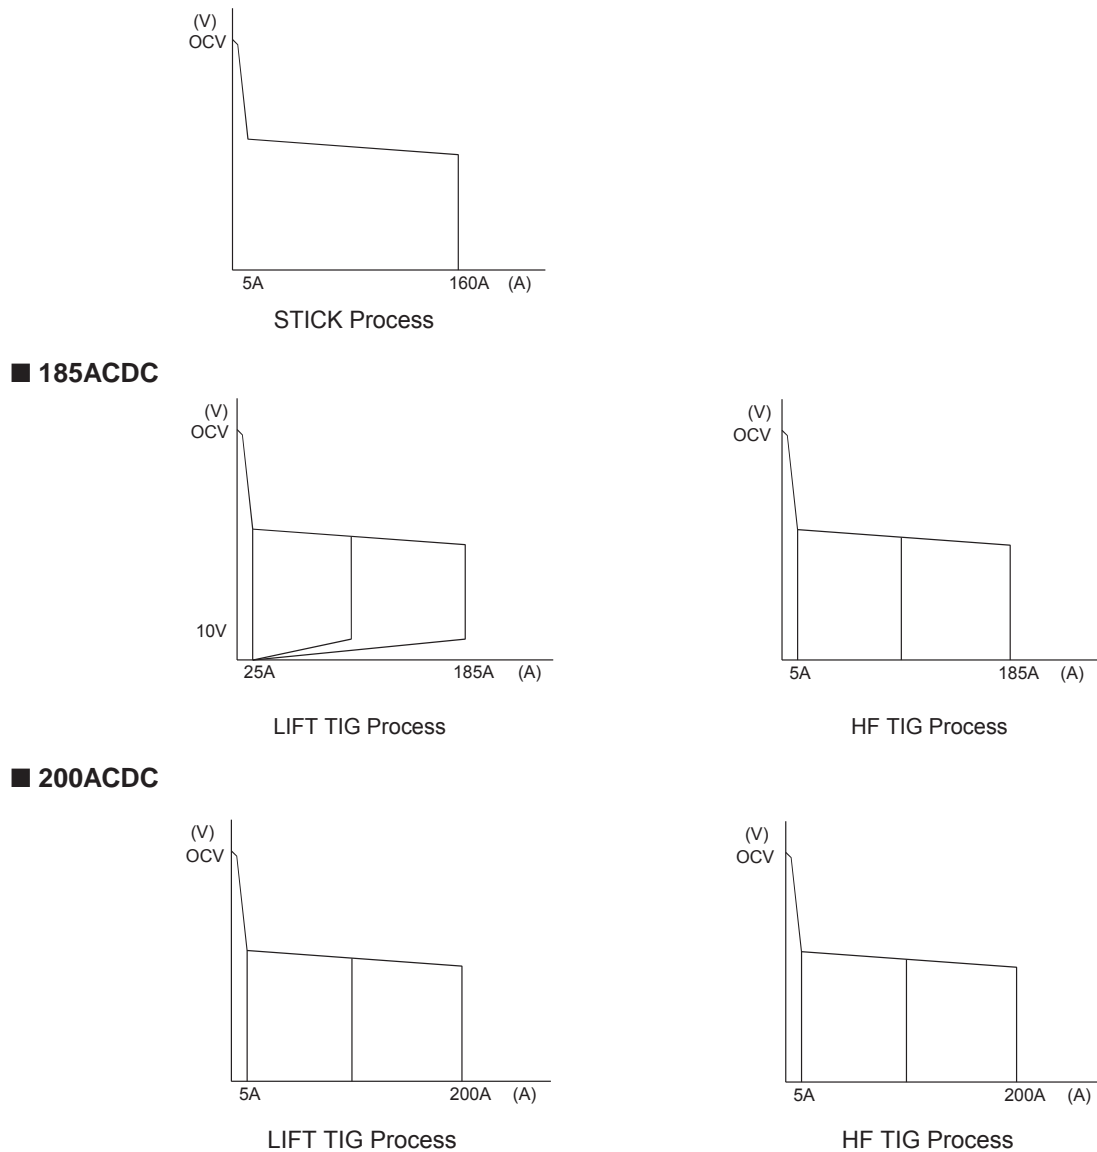 (V)
OCV
5A 160A (A)
STICK Process
■ 185ACDC
(V)
OCV
10V
25A 185A (A)
LIFT TIG Process
(V)
OCV
5A 185A (A)
HF TIG Process
■ 200ACDC
(V)
OCV
5A 200A (A)
LIFT TIG Process
(V)
OCV
5A 200A (A)
HF TIG Process